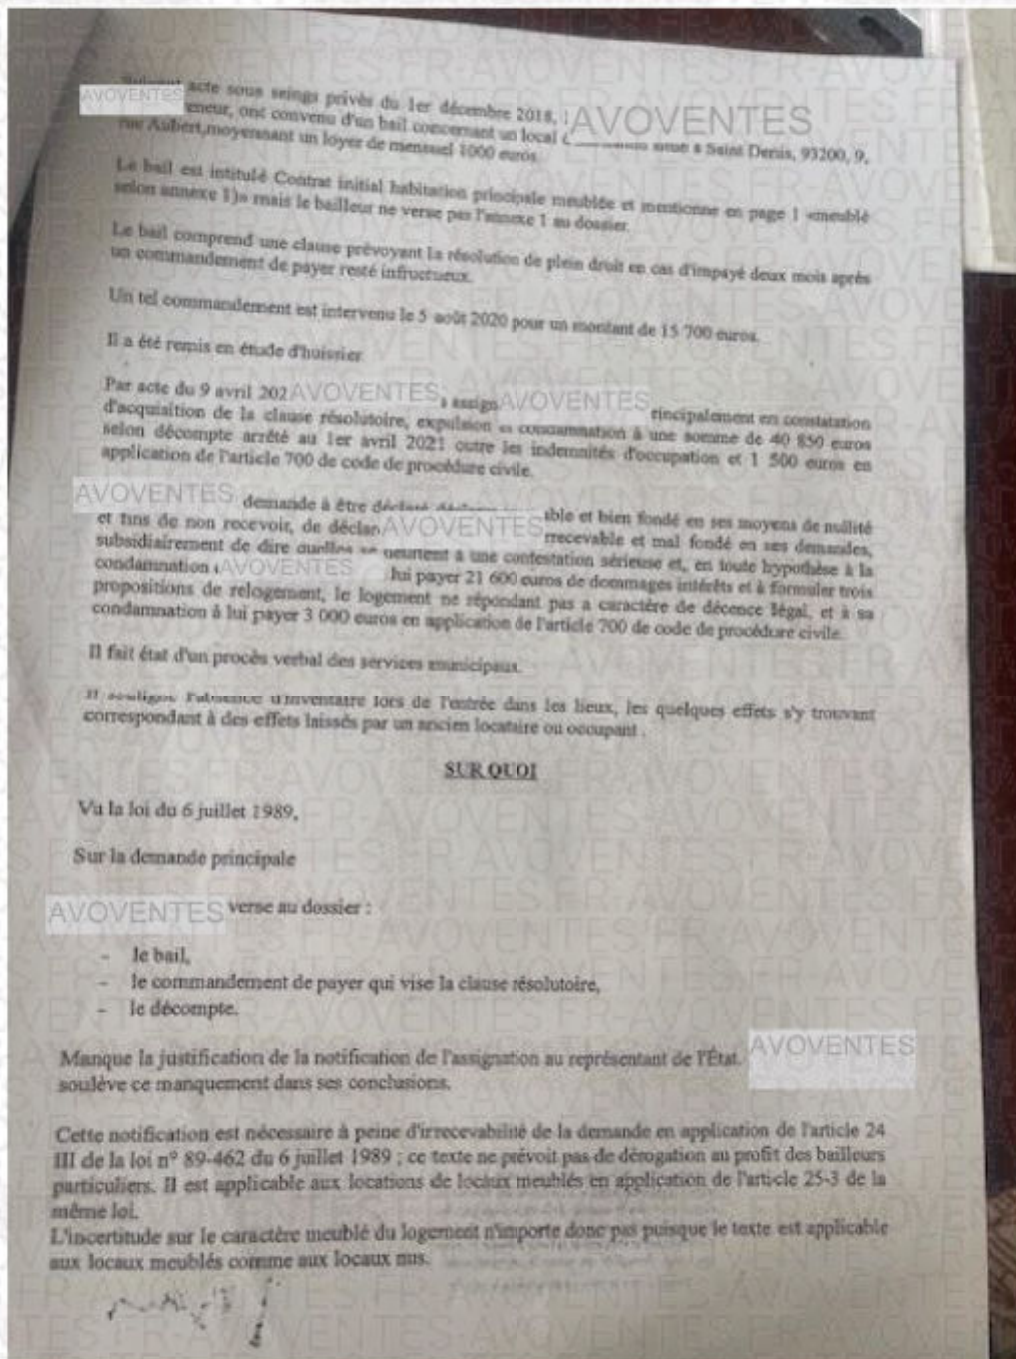 AVOVENTES acte sous seings privés du 1er décembre 2018, AVOVENTES
eneur, ont convenu d'un bail concernant un local situé à Saint Denis, 93200, 9,
rue Aubert,moyennant un loyer de mensuel 1000 euros
Le bail est intitulé Contrat initial habitation principale meublée et mentionne en page 1 «meublé
selon annexe 1)» mais le bailleur ne verse pas l'annexe 1 au dossier.
Le bail comprend une clause prévoyant la résolution de plein droit en cas d'impayé deux mois après
un commandement de payer resté infructueux.
Un tel commandement est intervenu le 5 août 2020 pour un montant de 15 700 euros.
Il a été remis en étude d'huissier
Par acte du 9 avril 202 AVOVENTES a assign AVOVENTES rincipalement en constatation
d'acquisition de la clause résolutoire, expulsion et condamnation à une somme de 40 850 euros
selon décompte arrêté au 1er avril 2021 outre les indemnités d'occupation et 1 500 euros en
application de l'article 700 de code de procédure civile.
AVOVENTES demande à être déclaré able et bien fondé en ses moyens de nullité
et fins de non recevoir, de déclar AVOVENTES rrecevable et mal fondé en ses demandes,
subsidiairement de dire qu'elles se heurtent à une contestation sérieuse et, en toute hypothèse à la
condamnation AVOVENTES lui payer 21 600 euros de dommages intérêts et à formuler trois
propositions de relogement, le logement ne répondant pas a caractère de décence légal, et à sa
condamnation à lui payer 3 000 euros en application de l'article 700 de code de procédure civile.
Il fait état d'un procès verbal des services municipaux.
Il souligne l'absence d'inventaire lors de l'entrée dans les lieux, les quelques effets s'y trouvant
correspondant à des effets laissés par un ancien locataire ou occupant .
SUR QUOI
Vu la loi du 6 juillet 1989,
Sur la demande principale
AVOVENTES verse au dossier :
- le bail,
- le commandement de payer qui vise la clause résolutoire,
- le décompte.
Manque la justification de la notification de l'assignation au représentant de l'État. AVOVENTES
soulève ce manquement dans ses conclusions.
Cette notification est nécessaire à peine d'irrecevabilité de la demande en application de l'article 24
III de la loi n° 89-462 du 6 juillet 1989 ; ce texte ne prévoit pas de dérogation au profit des bailleurs
particuliers. Il est applicable aux locations de locaux meublés en application de l'article 25-3 de la
même loi.
L'incertitude sur le caractère meublé du logement n'importe donc pas puisque le texte est applicable
aux locaux meublés comme aux locaux nus.